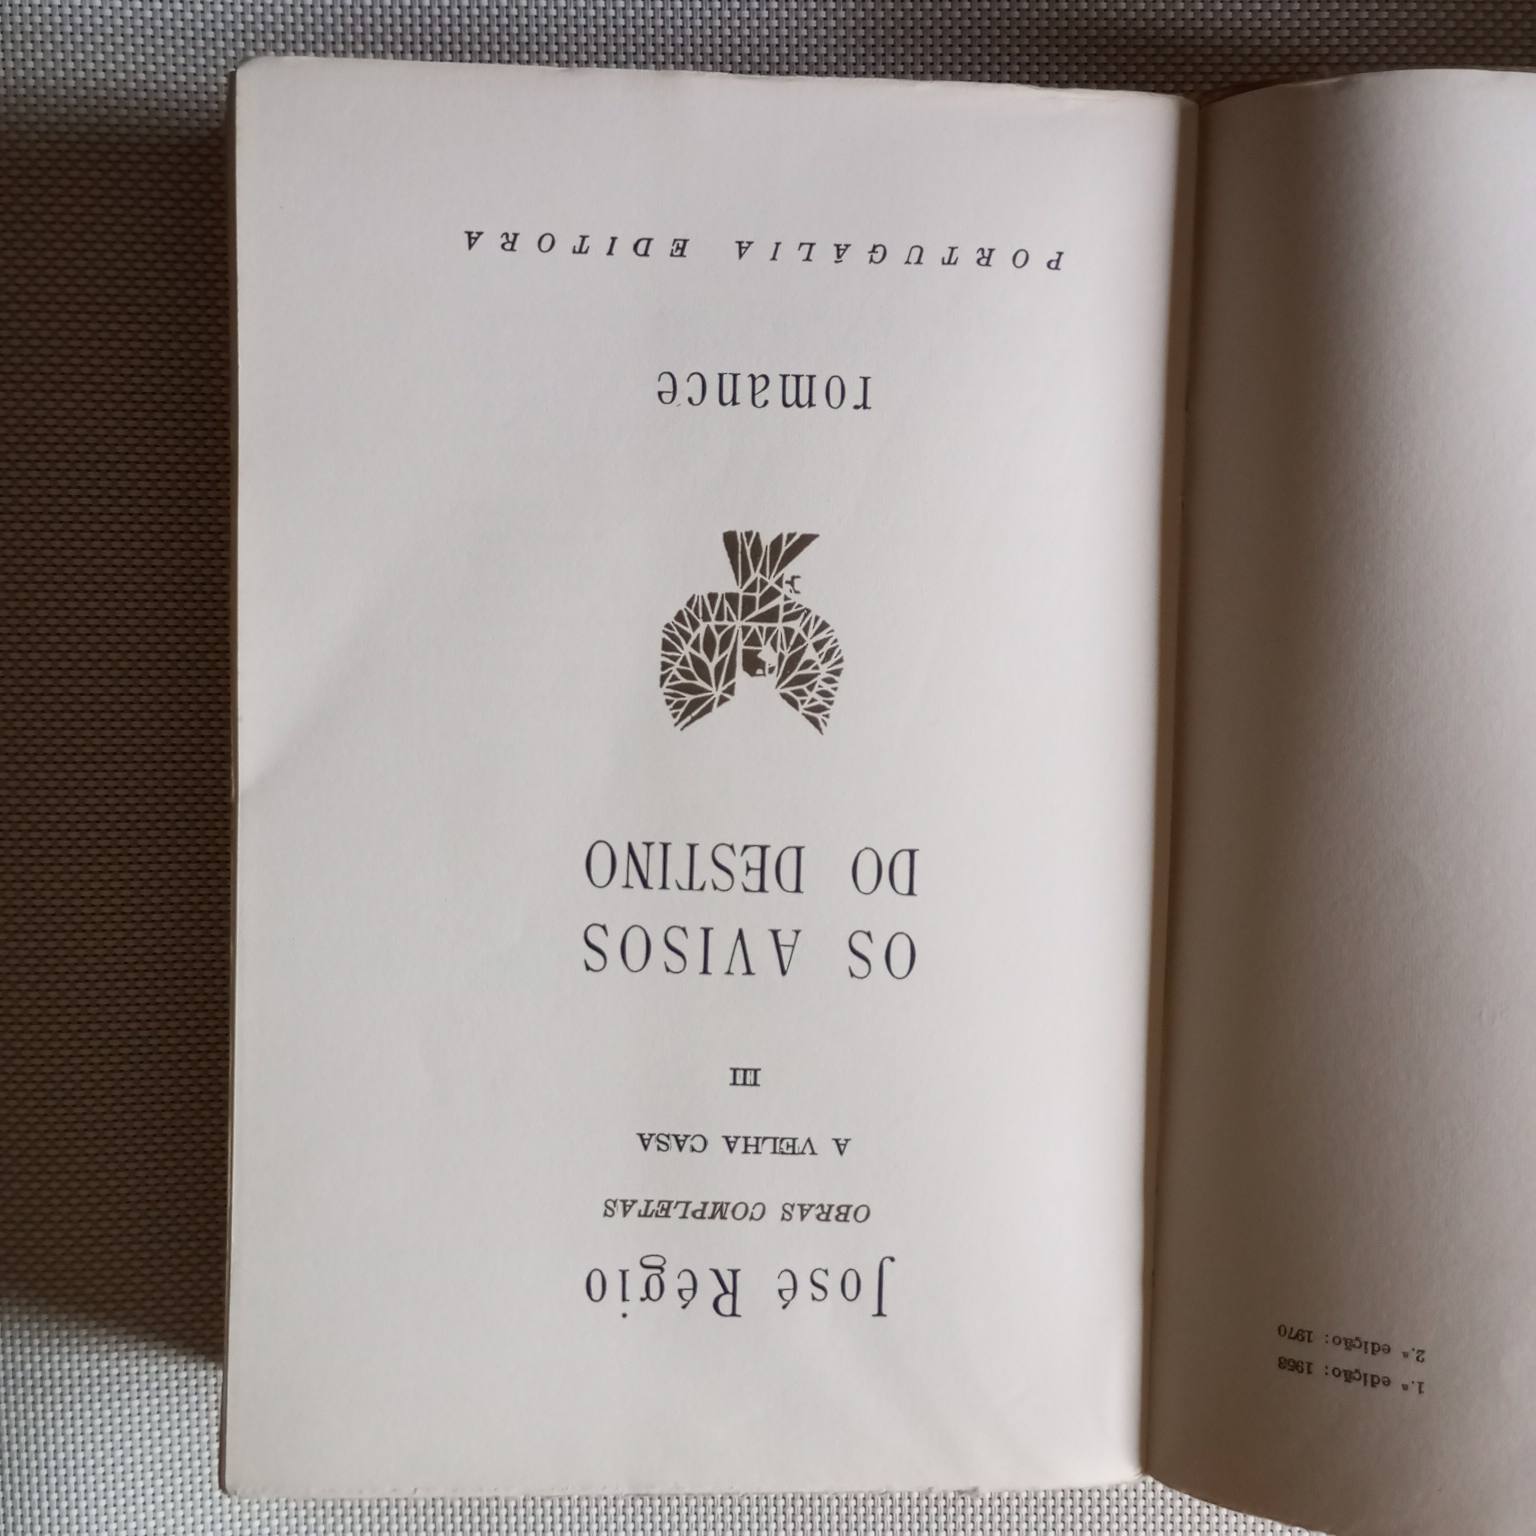 1.ª edição: 1953
2.ª edição: 1970
José Régio
OBRAS COMPLETAS
A VELHA CASA
III
OS AVISOS
DO DESTINO
romance
PORTUGÁLIA EDITORA